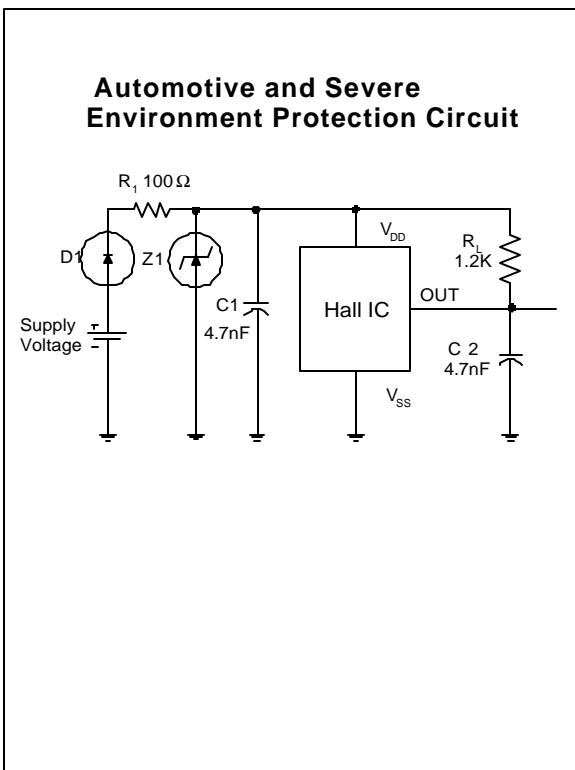 Automotive and Severe
Environment Protection Circuit
R1 100Ω
D1
Z1
VDD
RL
1.2K
C1
4.7nF
Hall IC
OUT
Supply
Voltage
C 2
4.7nF
VSS